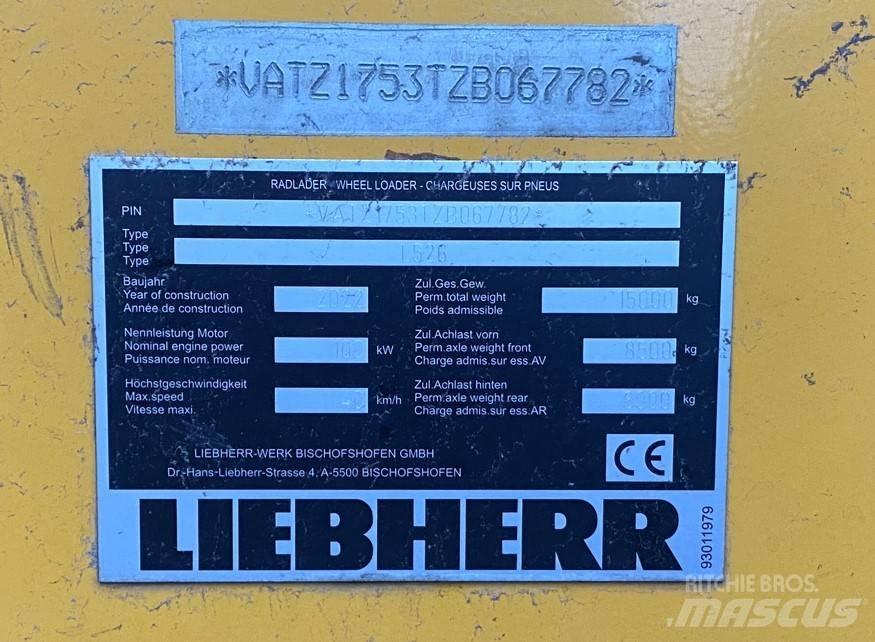 *VATZ1753TZB067782*
RADLADER - WHEEL LOADER - CHARGEUSES SUR PNEUS
PIN *VATZ1753TZB067782*
Type
Type L526
Type
Baujahr
Year of construction 2022
Année de construction
Zul.Ges.Gew.
Perm.total weight 15000 kg
Poids admissible
Nennleistung Motor
Nominal engine power kW
Puissance nom. moteur
Zul.Achlast vorn
Perm.axle weight front 8500 kg
Charge admis.sur ess.AV
Höchstgeschwindigkeit
Max.speed km/h
Vitesse maxi.
Zul.Achlast hinten
Perm.axle weight rear kg
Charge admis.sur ess.AR
LIEBHERR-WERK BISCHOFSHOFEN GMBH
Dr.-Hans-Liebherr-Strasse 4, A-5500 BISCHOFSHOFEN
CE
LIEBHERR
93011979
RITCHIE BROS.
MASCUS